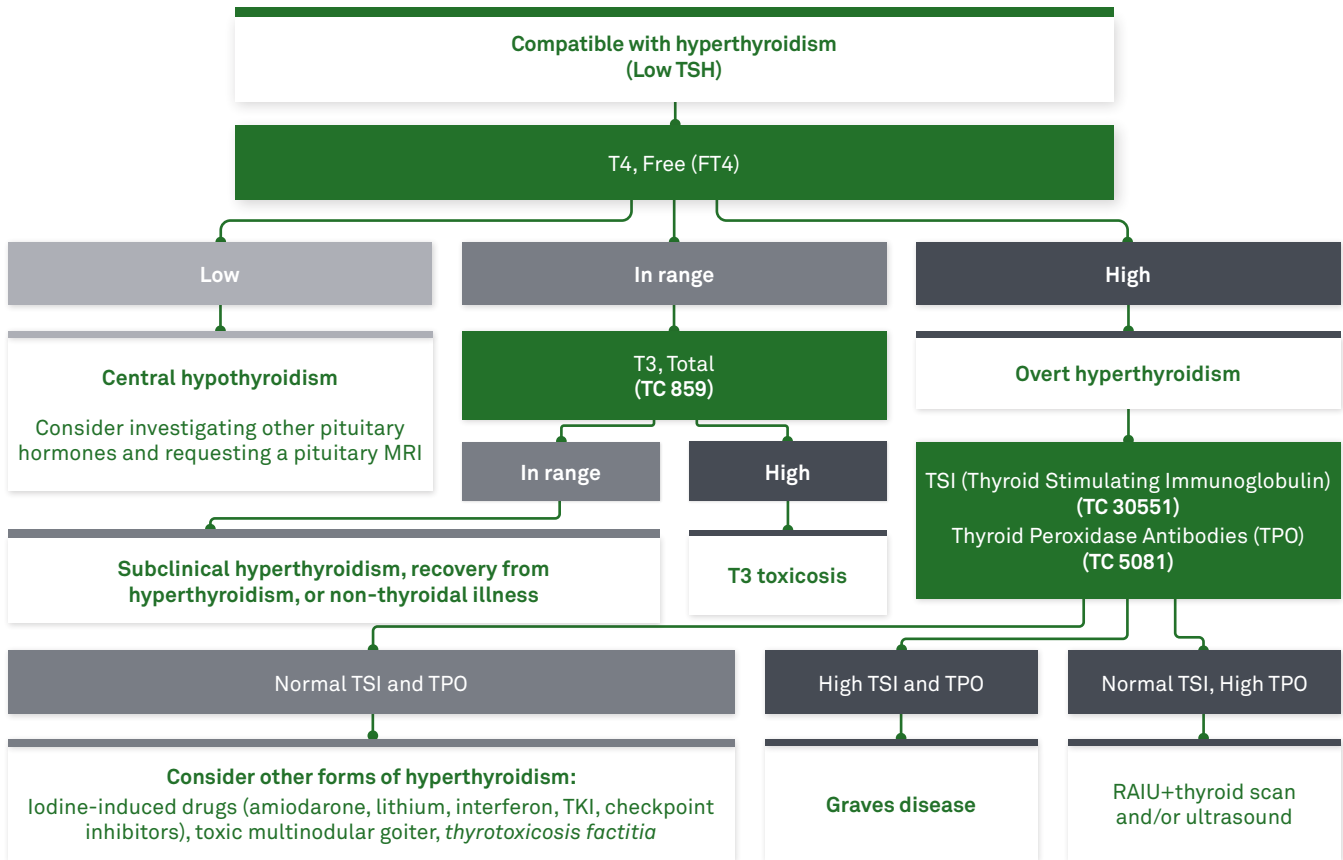 Compatible with hyperthyroidism
(Low TSH)
T4, Free (FT4)
Low
In range
High
Central hypothyroidism
Consider investigating other pituitary
hormones and requesting a pituitary MRI
T3, Total
(TC 859)
Overt hyperthyroidism
In range
High
TSI (Thyroid Stimulating Immunoglobulin)
(TC 30551)
Thyroid Peroxidase Antibodies (TPO)
(TC 5081)
Subclinical hyperthyroidism, recovery from
hyperthyroidism, or non-thyroidal illness
T3 toxicosis
Normal TSI and TPO
High TSI and TPO
Normal TSI, High TPO
Consider other forms of hyperthyroidism:
Iodine-induced drugs (amiodarone, lithium, interferon, TKI, checkpoint
inhibitors), toxic multinodular goiter, thyrotoxicosis factitia
Graves disease
RAIU+thyroid scan
and/or ultrasound